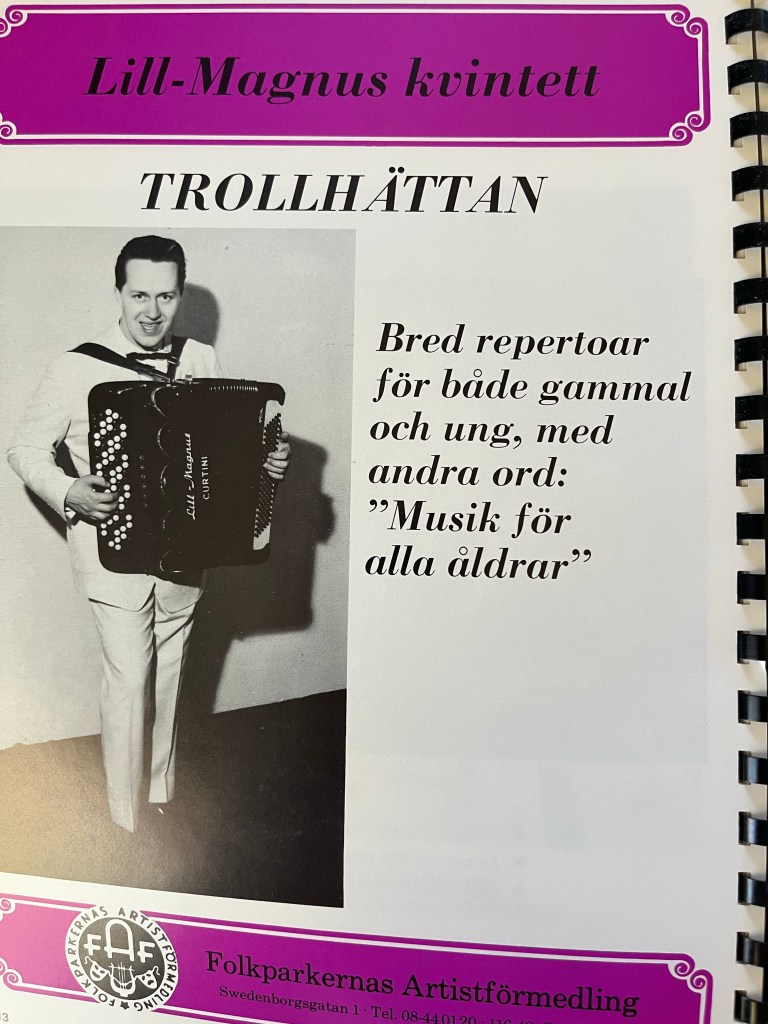 Lill-Magnus kvintett
TROLLHÄTTAN
Bred repertoar
för både gammal
och ung, med
andra ord:
”Musik för
alla åldrar”
Lill-Magnus
CURTINI
FOLKPARKERNAS ARTISTFÖRMEDLING
FAF
Folkparkernas Artistförmedling
Swedenborgsgatan 1 · Tel. 08-44 01 20 ·